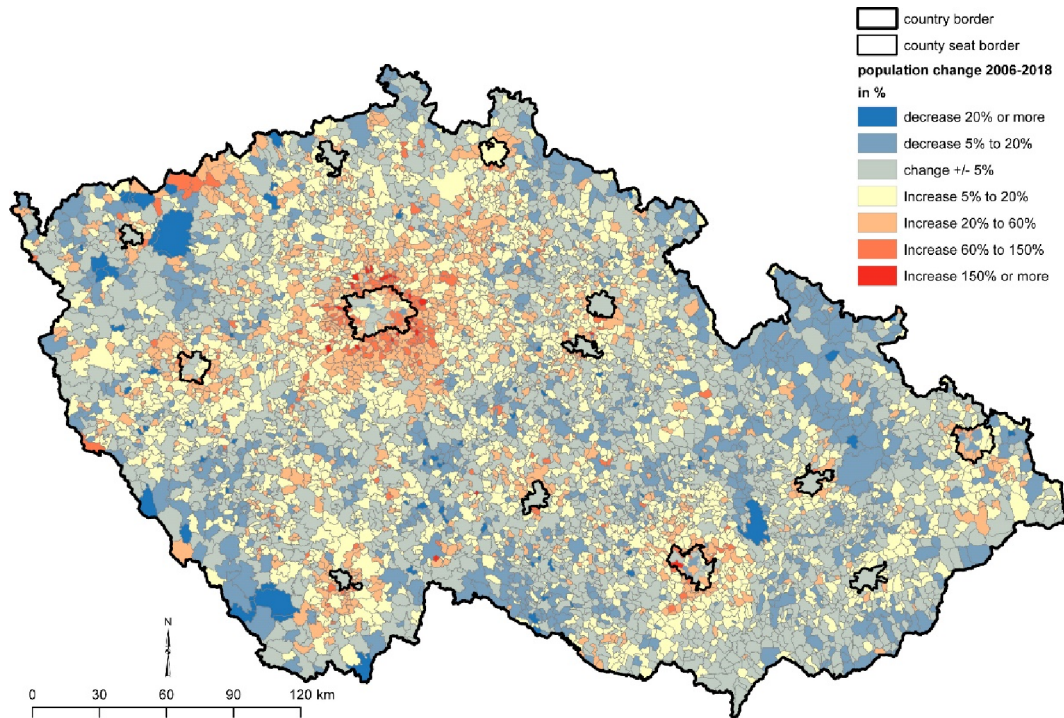 country border
county seat border
population change 2006-2018
in %
decrease 20% or more
decrease 5% to 20%
change +/- 5%
Increase 5% to 20%
Increase 20% to 60%
Increase 60% to 150%
Increase 150% or more
N
0 30 60 90 120 km